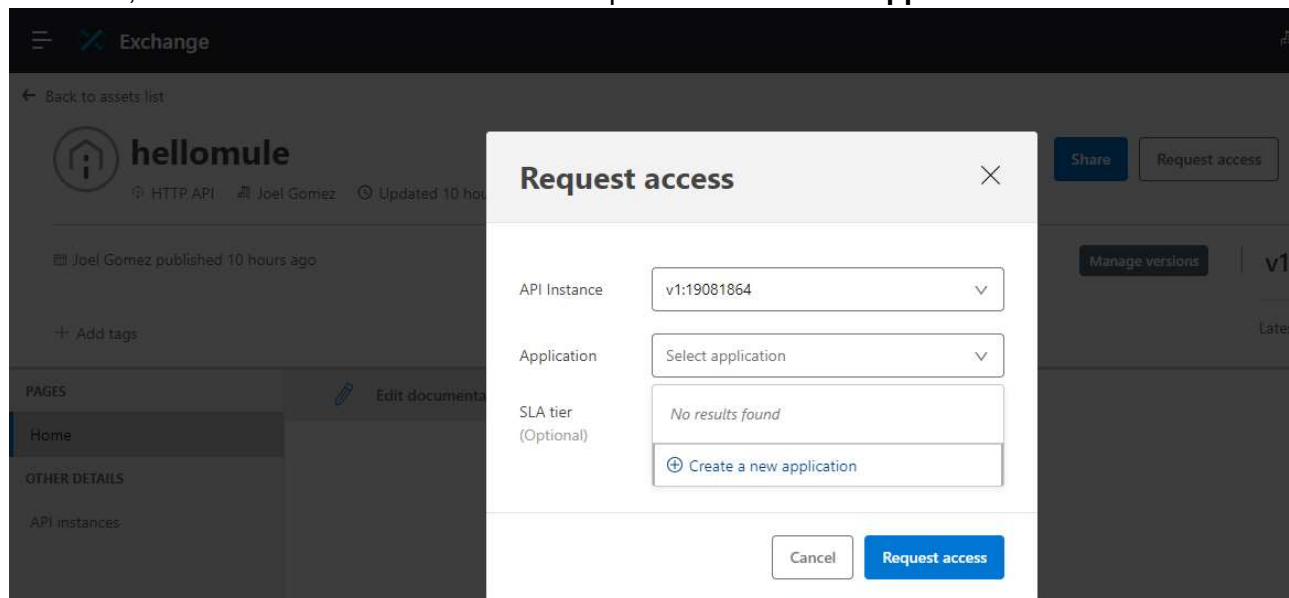 Exchange
← Back to assets list
hellomule
HTTP API Joel Gomez Updated 10 hou
Share Request access
Request access
Joel Gomez published 10 hours ago
Manage versions v1
API Instance v1:19081864
+ Add tags
Late
Application Select application
PAGES
Edit documenta
SLA tier
(Optional)
No results found
Home
Create a new application
OTHER DETAILS
API instances
Cancel Request access